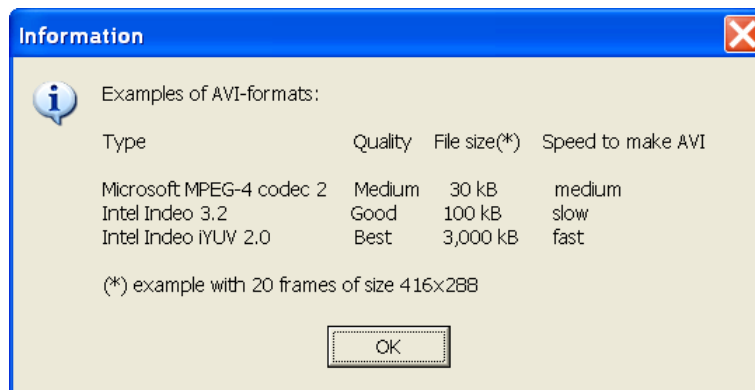 Information
Examples of AVI-formats:
Type Quality File size(*) Speed to make AVI
Microsoft MPEG-4 codec 2 Medium 30 kB medium
Intel Indeo 3.2 Good 100 kB slow
Intel Indeo iYUV 2.0 Best 3,000 kB fast
(*) example with 20 frames of size 416x288
OK